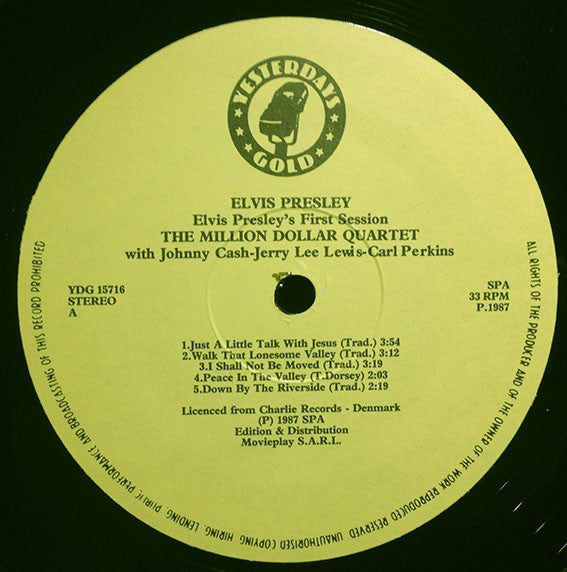 YESTERDAYS
GOLD
ELVIS PRESLEY
Elvis Presley's First Session
THE MILLION DOLLAR QUARTET
with Johnny Cash-Jerry Lee Lewis-Carl Perkins
YDG 15716
STEREO
A
SPA
33 RPM
P.1987
1.Just A Little Talk With Jesus (Trad.) 3:54
2.Walk That Lonesome Valley (Trad.) 3:12
3.I Shall Not Be Moved (Trad.) 3:19
4.Peace In The Valley (T.Dorsey) 2:03
5.Down By The Riverside (Trad.) 2:19
Licenced from Charlie Records - Denmark
(P) 1987 SPA
Edition & Distribution
Movieplay S.A.R.L.
ALL RIGHTS OF THE PRODUCER AND OF THE OWNER OF THE WORK REPRODUCED RESERVED. UNAUTHORISED COPYING, HIRING, LENDING, PUBLIC PERFORMANCE AND BROADCASTING OF THIS RECORD PROHIBITED